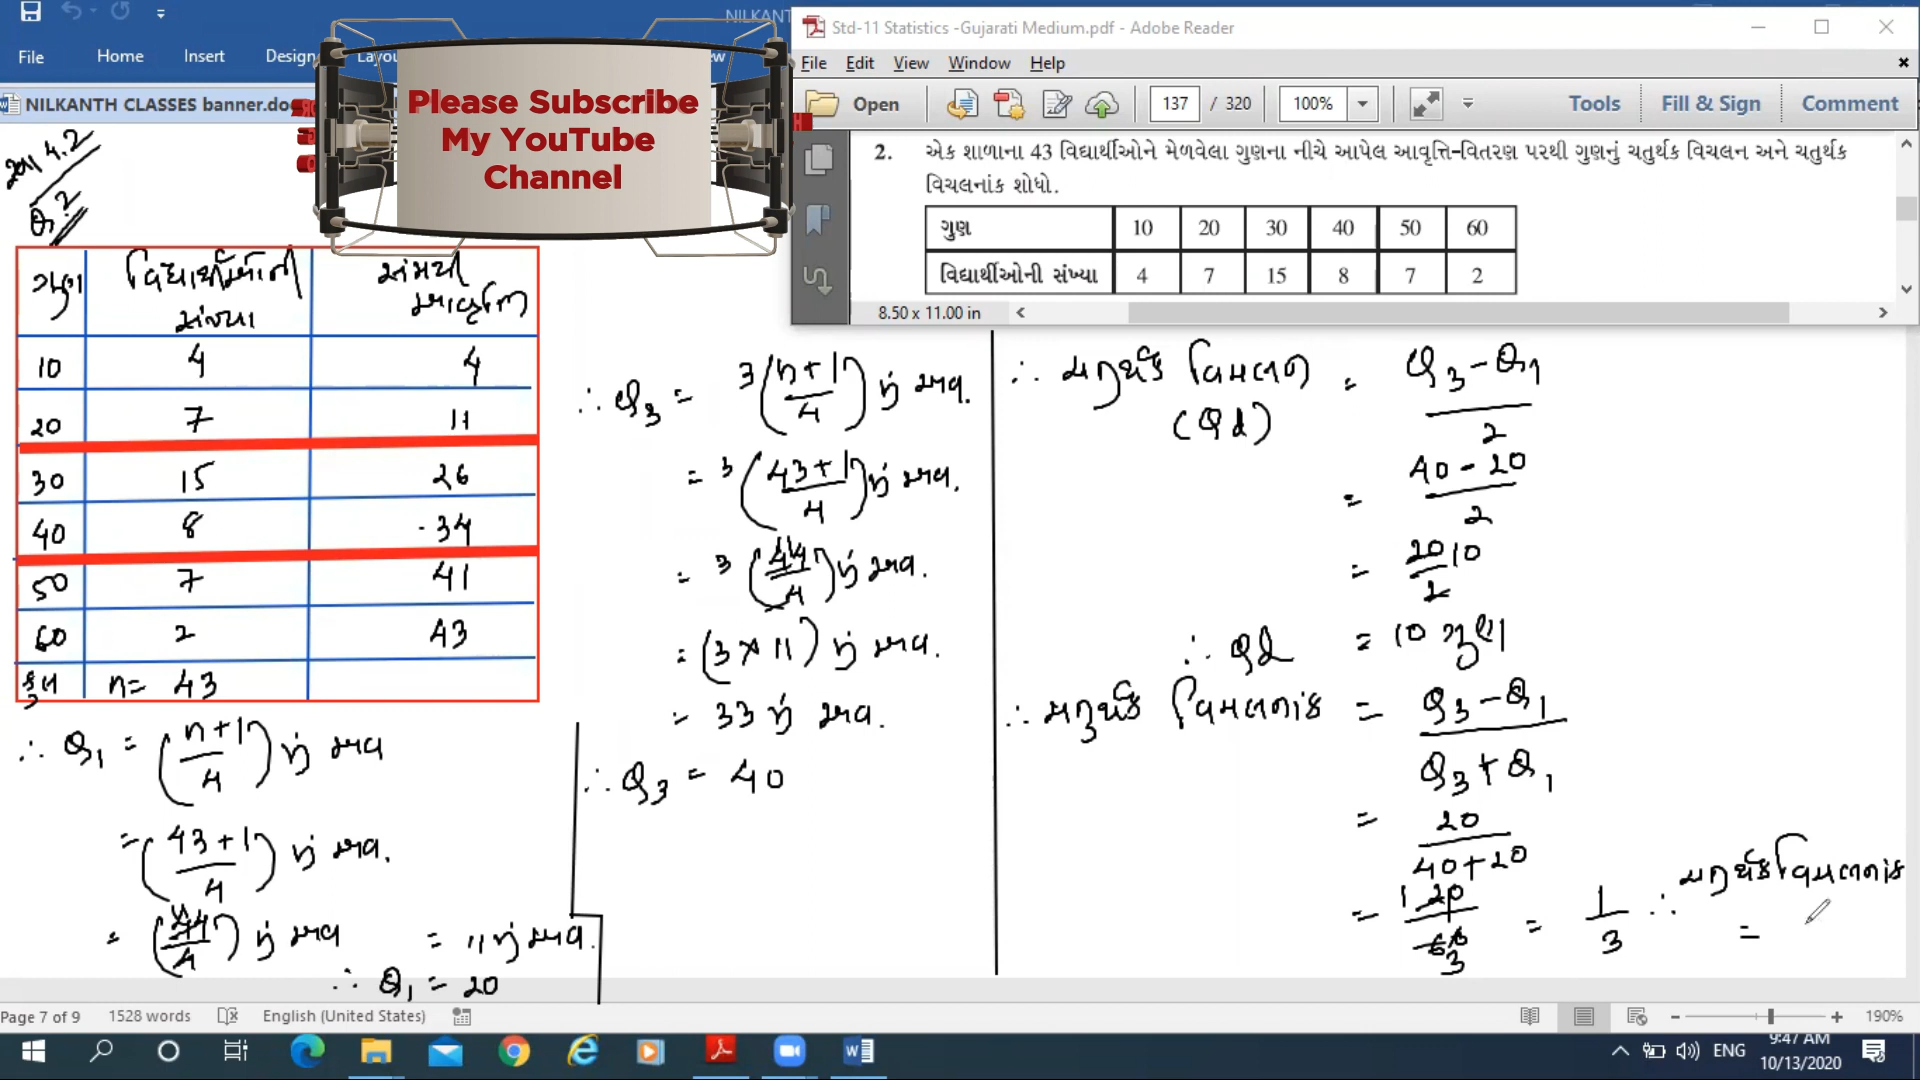 NILKANT
File
Home
Insert
Design
Layou
ew
NILKANTH CLASSES banner.do
Please Subscribe
My YouTube
Channel
Std-11 Statistics -Gujarati Medium.pdf - Adobe Reader
File Edit View Window Help
Open
137 / 320
100%
Tools
Fill & Sign
Comment
2. એક શાળાના 43 વિદ્યાર્થીઓને મેળવેલા ગુણના નીચે આપેલ આવૃત્તિ-વિતરણ પરથી ગુણનું ચતુર્થક વિચલન અને ચતુર્થક
વિચલનાંક શોધો.
ગુણ 10 20 30 40 50 60
વિદ્યાર્થીઓની સંખ્યા 4 7 15 8 7 2
8.50 x 11.00 in
4.2
Q. 2
ગુણ વિદ્યાર્થીઓની સંખ્યા સંચયી આવૃત્તિ
10 4 4
20 7 11
30 15 26
40 8 34
50 7 41
60 2 43
કુલ n= 43
∴ Q1 = (n+1/4) નું અવ
= (43+1/4) નું અવ.
= (44/4) નું અવ = 11 નું અવ.
∴ Q1 = 20
∴ Q3 = 3(n+1/4) નું અવ.
= 3(43+1/4) નું અવ.
= 3(44/4) નું અવ.
= (3×11) નું અવ.
= 33 નું અવ.
∴ Q3 = 40
∴ ચતુર્થક વિચલન (Qd) = Q3-Q1/2
= 40-20/2
= 20/2 10
∴ Qd = 10 ગુણ
∴ ચતુર્થક વિચલનાંક = Q3-Q1/Q3+Q1
= 20/40+20
= 20/60 = 1/3 ∴ ચતુર્થક વિચલનાંક
=
Page 7 of 9
1528 words
English (United States)
190%
ENG
9:47 AM
10/13/2020